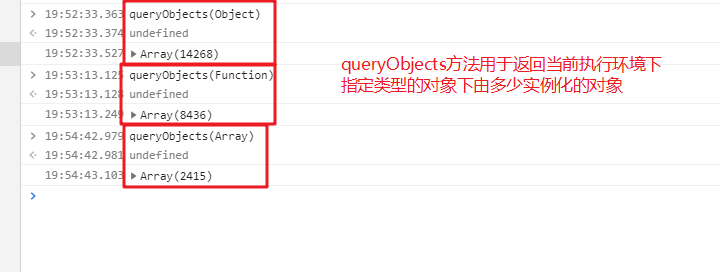 19:52:33.363 queryObjects(Object)
19:52:33.374 undefined
19:52:33.527 Array(14268)
19:53:13.125 queryObjects(Function)
19:53:13.128 undefined
19:53:13.249 Array(8436)
19:54:42.979 queryObjects(Array)
19:54:42.981 undefined
19:54:43.103 Array(2415)
queryObjects方法用于返回当前执行环境下
指定类型的对象下由多少实例化的对象